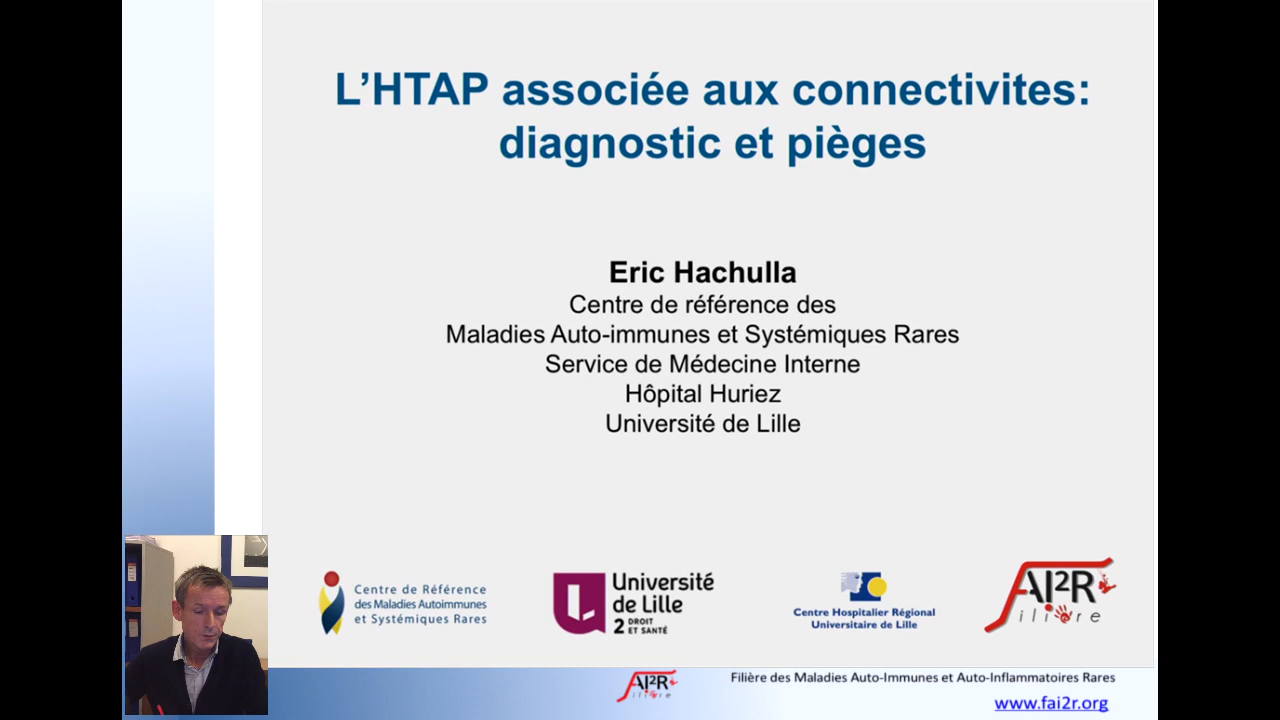 L'HTAP associée aux connectivites:
diagnostic et pièges
Eric Hachulla
Centre de référence des
Maladies Auto-immunes et Systémiques Rares
Service de Médecine Interne
Hôpital Huriez
Université de Lille
Centre de Référence
des Maladies Autoimmunes
et Systémiques Rares
Université
de Lille
2 DROIT
ET SANTÉ
Centre Hospitalier Régional
Universitaire de Lille
FAI2R
filière
FAI2R
filière
Filière des Maladies Auto-Immunes et Auto-Inflammatoires Rares
www.fai2r.org